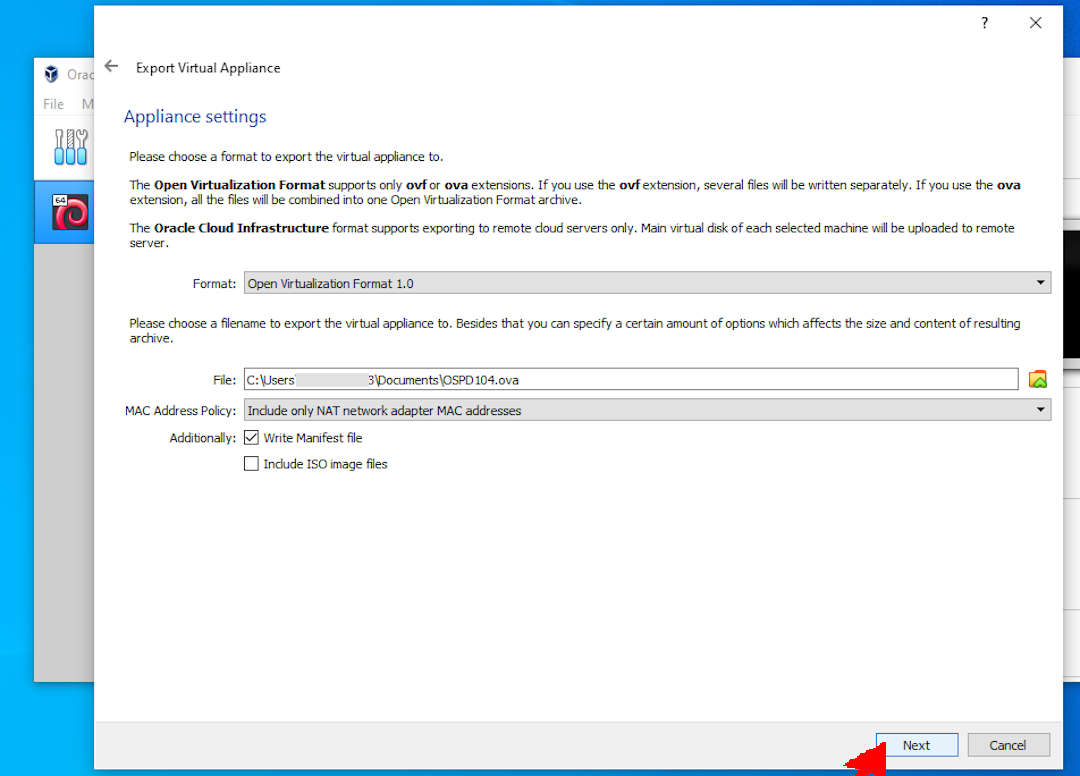 ?
Export Virtual Appliance
Orac
File M
Appliance settings
Please choose a format to export the virtual appliance to.
The Open Virtualization Format supports only ovf or ova extensions. If you use the ovf extension, several files will be written separately. If you use the ova
extension, all the files will be combined into one Open Virtualization Format archive.
64
The Oracle Cloud Infrastructure format supports exporting to remote cloud servers only. Main virtual disk of each selected machine will be uploaded to remote
server.
Format: Open Virtualization Format 1.0
Please choose a filename to export the virtual appliance to. Besides that you can specify a certain amount of options which affects the size and content of resulting
archive.
File: C:\Users 3\Documents\OSPD104.ova
MAC Address Policy: Include only NAT network adapter MAC addresses
Additionally: Write Manifest file
Include ISO image files
Next Cancel